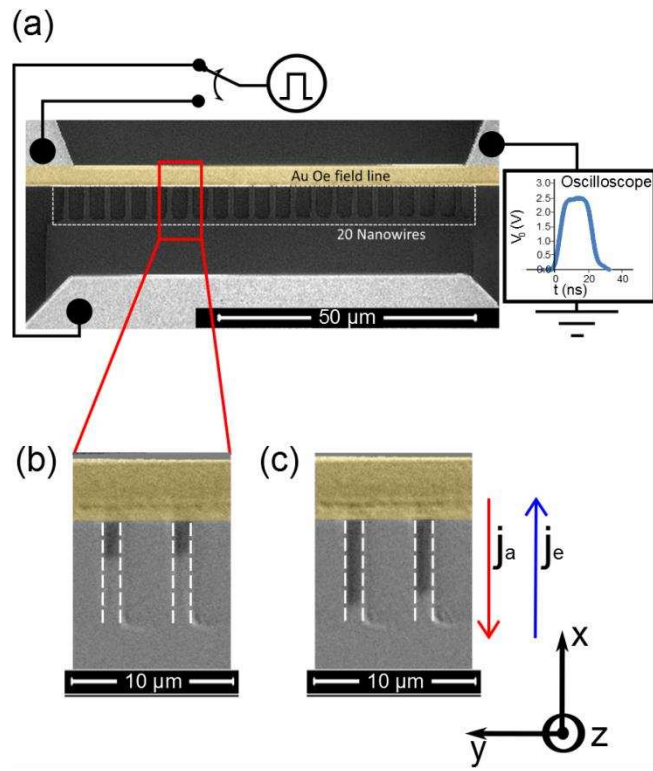 (a)
Au Oe field line
20 Nanowires
50 µm
Oscilloscope
3.0
2.5
2.0
1.5
1.0
0.5
0.0
V₀ (V)
0 20 40
t (ns)
(b)
(c)
10 µm
10 µm
jₐ
jₑ
x
y
z